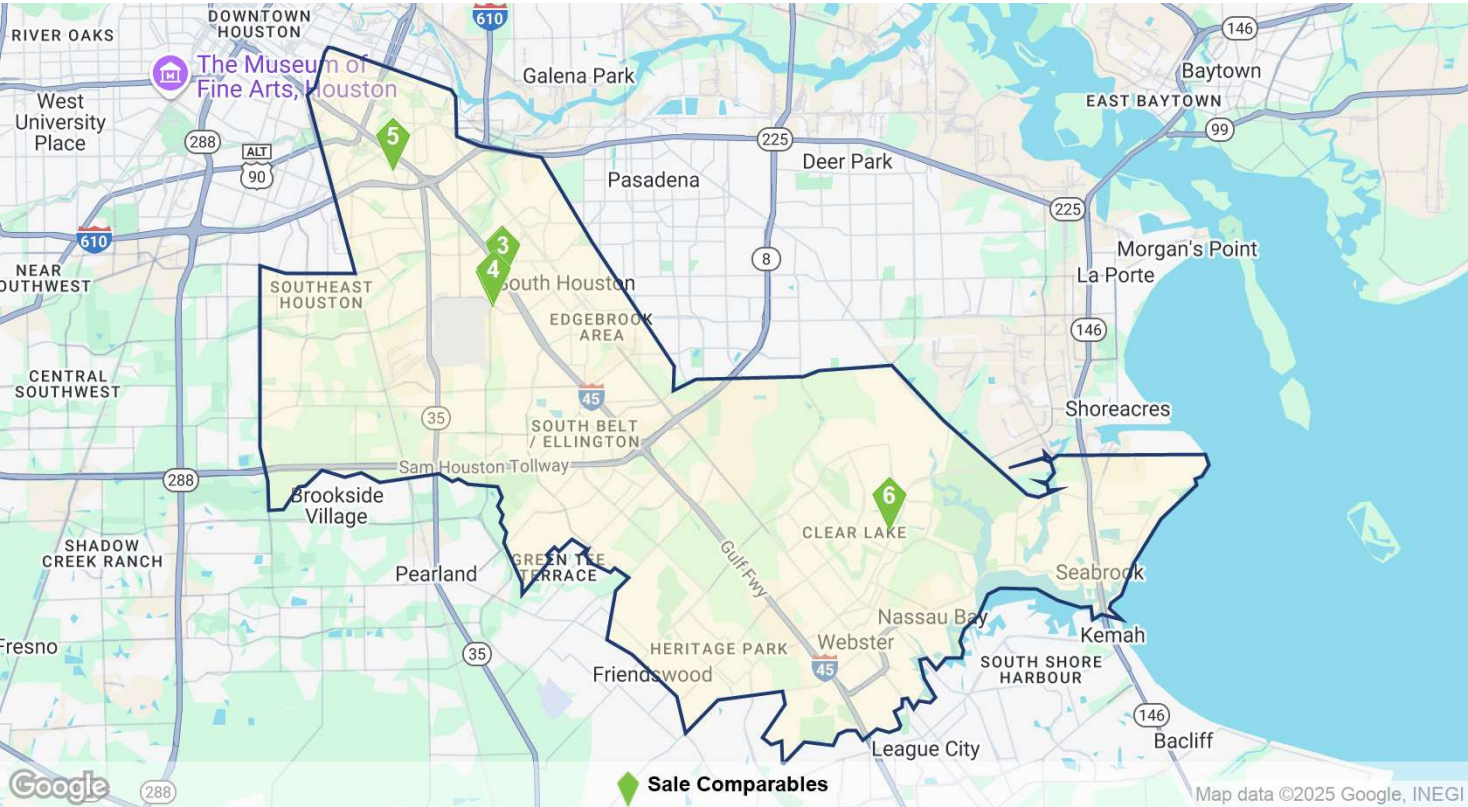 DOWNTOWN
HOUSTON
610
146
RIVER OAKS
The Museum of
Fine Arts, Houston
Galena Park
Baytown
West
University
Place
EAST BAYTOWN
99
288
5
225
ALT
90
Deer Park
Pasadena
225
610
3
8
Morgan's Point
NEAR
OUTHWEST
4
South Houston
La Porte
SOUTHEAST
HOUSTON
EDGEBROOK
AREA
146
CENTRAL
SOUTHWEST
45
35
Shoreacres
SOUTH BELT
/ ELLINGTON
Sam Houston Tollway
288
Brookside
Village
6
CLEAR LAKE
SHADOW
CREEK RANCH
Gulf Fwy
GREEN TEE
TERRACE
Pearland
Seabrook
Nassau Bay
Fresno
35
HERITAGE PARK
Webster
Kemah
Friendswood
45
SOUTH SHORE
HARBOUR
146
League City
Bacliff
Google
288
Sale Comparables
Map data ©2025 Google, INEGI